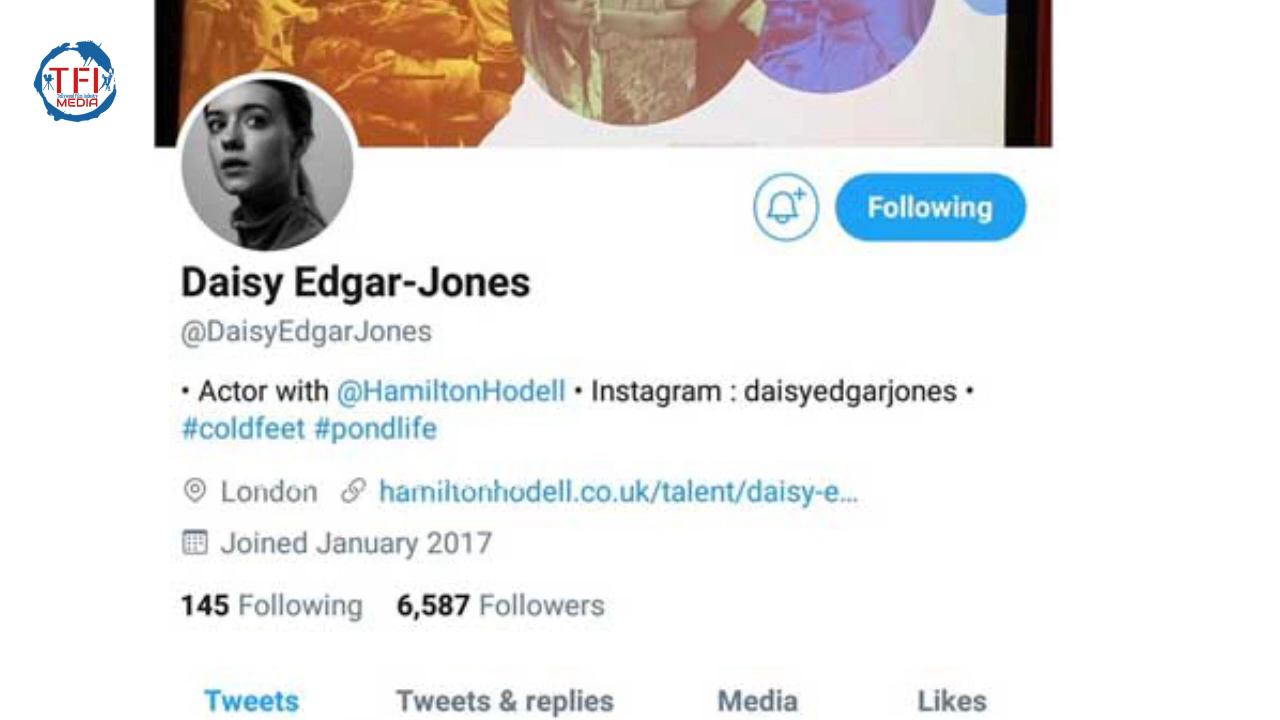 TFI
MEDIA
Following
Daisy Edgar-Jones
@DaisyEdgarJones
• Actor with @HamiltonHodell • Instagram : daisyedgarjones •
#coldfeet #pondlife
London hamiltonhodell.co.uk/talent/daisy-e...
Joined January 2017
145 Following 6,587 Followers
Tweets Tweets & replies Media Likes